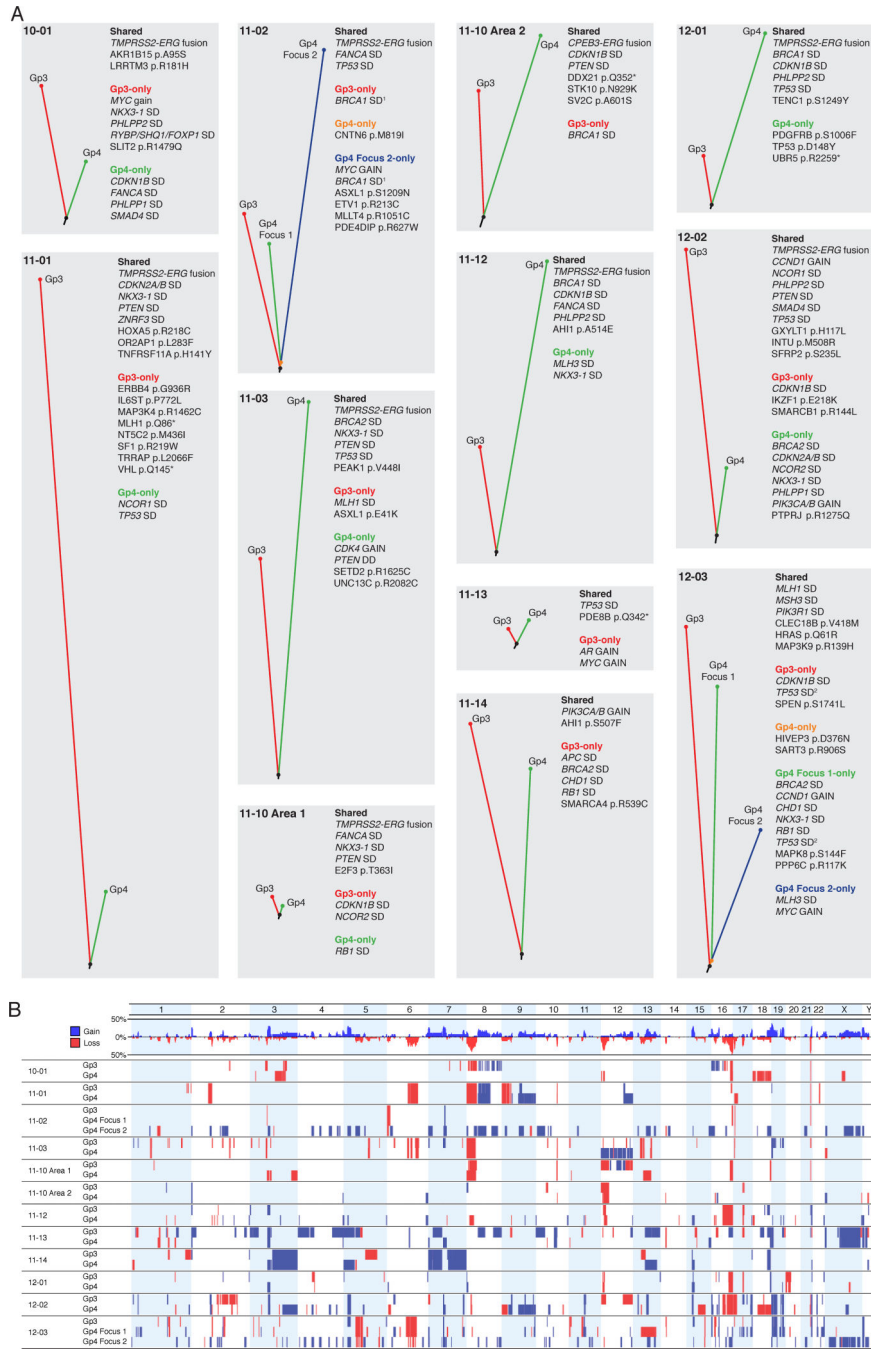 A
10-01
Gp3
Gp4
Shared
TMPRSS2-ERG fusion
AKR1B15 p.A95S
LRRTM3 p.R181H
Gp3-only
MYC gain
NKX3-1 SD
PHLPP2 SD
RYBP/SHQ1/FOXP1 SD
SLIT2 p.R1479Q
Gp4-only
CDKN1B SD
FANCA SD
PHLPP1 SD
SMAD4 SD
11-01
Gp3
Gp4
Shared
TMPRSS2-ERG fusion
CDKN2A/B SD
NKX3-1 SD
PTEN SD
ZNRF3 SD
HOXA5 p.R218C
OR2AP1 p.L283F
TNFRSF11A p.H141Y
Gp3-only
ERBB4 p.G936R
IL6ST p.P772L
MAP3K4 p.R1462C
MLH1 p.Q86*
NT5C2 p.M436I
SF1 p.R219W
TRRAP p.L2066F
VHL p.Q145*
Gp4-only
NCOR1 SD
TP53 SD
11-02
Gp4
Focus 2
Gp3
Gp4
Focus 1
Shared
TMPRSS2-ERG fusion
FANCA SD
TP53 SD
Gp3-only
BRCA1 SD¹
Gp4-only
CNTN6 p.M819I
Gp4 Focus 2-only
MYC GAIN
BRCA1 SD¹
ASXL1 p.S1209N
ETV1 p.R213C
MLLT4 p.R1051C
PDE4DIP p.R627W
11-03
Gp4
Gp3
Shared
TMPRSS2-ERG fusion
BRCA2 SD
NKX3-1 SD
PTEN SD
TP53 SD
PEAK1 p.V448I
Gp3-only
MLH1 SD
ASXL1 p.E41K
Gp4-only
CDK4 GAIN
PTEN DD
SETD2 p.R1625C
UNC13C p.R2082C
11-10 Area 1
Gp3
Gp4
Shared
TMPRSS2-ERG fusion
FANCA SD
NKX3-1 SD
PTEN SD
E2F3 p.T363I
Gp3-only
CDKN1B SD
NCOR2 SD
Gp4-only
RB1 SD
11-10 Area 2
Gp4
Gp3
Shared
CPEB3-ERG fusion
CDKN1B SD
PTEN SD
DDX21 p.Q352*
STK10 p.N929K
SV2C p.A601S
Gp3-only
BRCA1 SD
11-12
Gp4
Gp3
Shared
TMPRSS2-ERG fusion
BRCA1 SD
CDKN1B SD
FANCA SD
PHLPP2 SD
AHI1 p.A514E
Gp4-only
MLH3 SD
NKX3-1 SD
11-13
Gp3
Gp4
Shared
TP53 SD
PDE8B p.Q342*
Gp3-only
AR GAIN
MYC GAIN
11-14
Gp3
Gp4
Shared
PIK3CA/B GAIN
AHI1 p.S507F
Gp3-only
APC SD
BRCA2 SD
CHD1 SD
RB1 SD
SMARCA4 p.R539C
12-01
Gp4
Gp3
Shared
TMPRSS2-ERG fusion
BRCA1 SD
CDKN1B SD
PHLPP2 SD
TP53 SD
TENC1 p.S1249Y
Gp4-only
PDGFRB p.S1006F
TP53 p.D148Y
UBR5 p.R2259*
12-02
Gp3
Gp4
Shared
TMPRSS2-ERG fusion
CCND1 GAIN
NCOR1 SD
PHLPP2 SD
PTEN SD
SMAD4 SD
TP53 SD
GXYLT1 p.H117L
INTU p.M508R
SFRP2 p.S235L
Gp3-only
CDKN1B SD
IKZF1 p.E218K
SMARCB1 p.R144L
Gp4-only
BRCA2 SD
CDKN2A/B SD
NCOR2 SD
NKX3-1 SD
PHLPP1 SD
PIK3CA/B GAIN
PTPRJ p.R1275Q
12-03
Gp3
Gp4
Focus 1
Gp4
Focus 2
Shared
MLH1 SD
MSH3 SD
PIK3R1 SD
CLEC18B p.V418M
HRAS p.Q61R
MAP3K9 p.R139H
Gp3-only
CDKN1B SD
TP53 SD²
SPEN p.S1741L
Gp4-only
HIVEP3 p.D376N
SART3 p.R906S
Gp4 Focus 1-only
BRCA2 SD
CCND1 GAIN
CHD1 SD
NKX3-1 SD
RB1 SD
TP53 SD²
MAPK8 p.S144F
PPP6C p.R117K
Gp4 Focus 2-only
MLH3 SD
MYC GAIN
B
1 2 3 4 5 6 7 8 9 10 11 12 13 14 15 16 17 18 19 20 21 22 X Y
50%
Gain
0%
Loss
50%
10-01 Gp3
Gp4
11-01 Gp3
Gp4
11-02 Gp3
Gp4 Focus 1
Gp4 Focus 2
11-03 Gp3
Gp4
11-10 Area 1 Gp3
Gp4
11-10 Area 2 Gp3
Gp4
11-12 Gp3
Gp4
11-13 Gp3
Gp4
11-14 Gp3
Gp4
12-01 Gp3
Gp4
12-02 Gp3
Gp4
12-03 Gp3
Gp4 Focus 1
Gp4 Focus 2